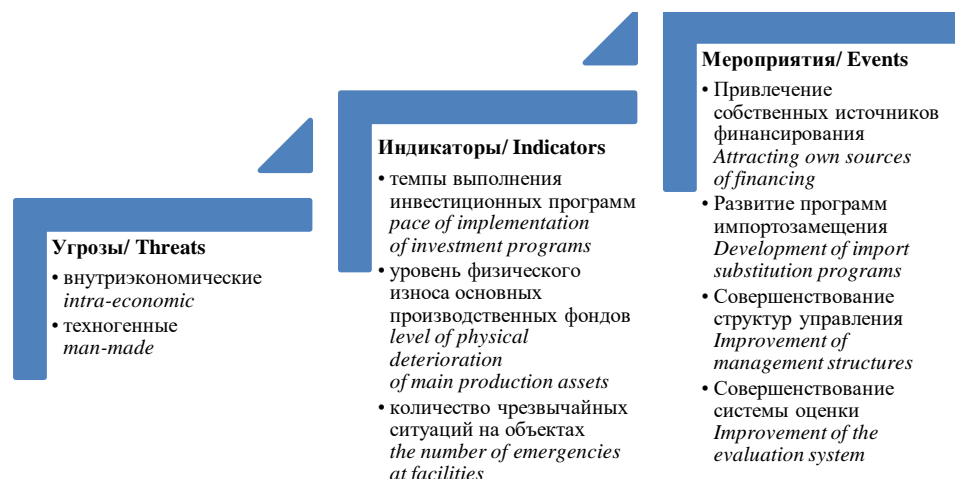 Угрозы/ Threats
• внутриэкономические
intra-economic
• техногенные
man-made
Индикаторы/ Indicators
• темпы выполнения
инвестиционных программ
pace of implementation
of investment programs
• уровень физического
износа основных
производственных фондов
level of physical
deterioration
of main production assets
• количество чрезвычайных
ситуаций на объектах
the number of emergencies
at facilities
Мероприятия/ Events
• Привлечение
собственных источников
финансирования
Attracting own sources
of financing
• Развитие программ
импортозамещения
Development of import
substitution programs
• Совершенствование
структур управления
Improvement of
management structures
• Совершенствование
системы оценки
Improvement of the
evaluation system